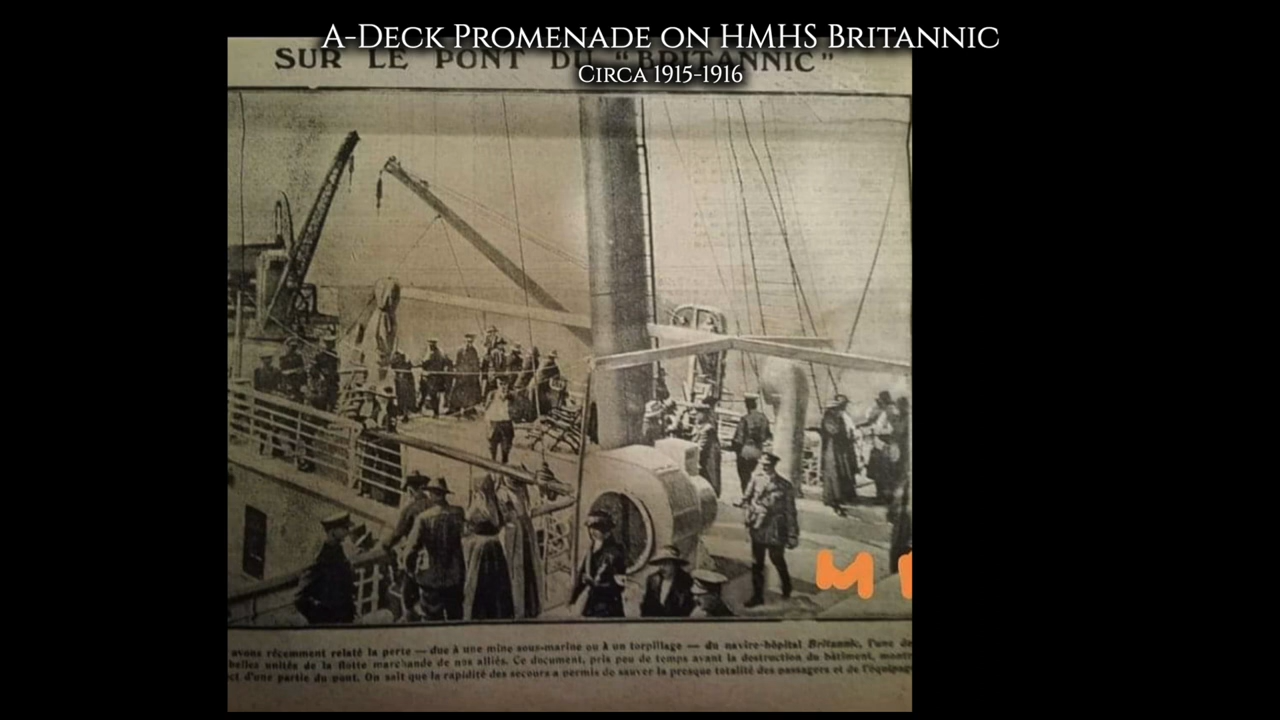 A-Deck Promenade on HMHS Britannic
SUR LE PONT DU "BRITANNIC"
Circa 1915-1916
avons récemment relaté la perte — due à une mine sous-marine ou à un torpillage — du navire-hôpital Britannic, l'une de
belles unités de la flotte marchande de nos alliés. Ce document, pris peu de temps avant la destruction du bâtiment, montr
ct d'une partie du pont. On sait que la rapidité des secours a permis de sauver la presque totalité des passagers et de l'équipag
M